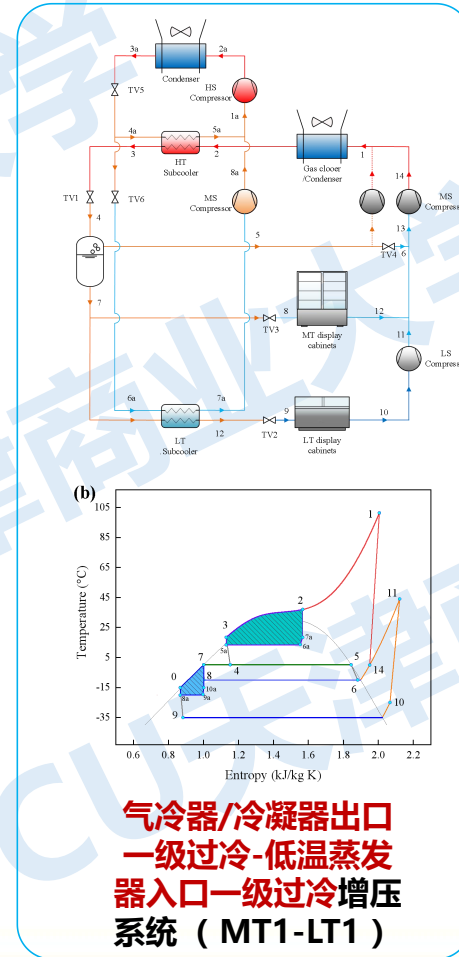 3a
2a
Condenser
TV5
HS
Compressor
1a
4a
5a
3
2
HT
Subcooler
Gas clooer
/Condenser
1
14
8a
TV1
TV6
MS
Compressor
MS
Compress
4
13
5
TV4
6
7
8
12
TV3
MT display
cabinets
11
LS
Compress
6a
7a
9
10
12
LT
Subcooler
TV2
LT display
cabinets
(b)
Temperature (°C)
105
85
65
45
25
5
-15
-35
1
2
3
7a
5a
6a
11
7
4
5
14
0
8
6
10a
8a
9a
10
9
0.6
0.8
1.0
1.2
1.4
1.6
1.8
2.0
2.2
Entropy (kJ/kg K)
气冷器/冷凝器出口
一级过冷-低温蒸发
器入口一级过冷增压
系统（MT1-LT1）